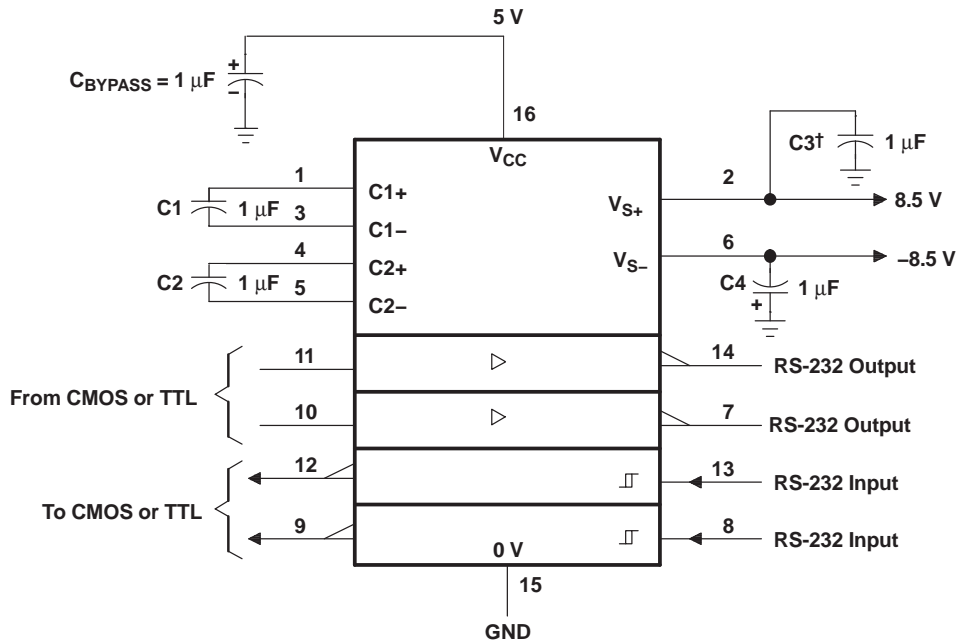 5 V
CBYPASS = 1 μF
+
−
16
VCC
C3†
1 μF
1
C1+
C1
1 μF
3
C1−
2
VS+
8.5 V
4
C2+
C2
1 μF
5
C2−
6
VS−
−8.5 V
C4
+
1 μF
From CMOS or TTL
11
14
RS-232 Output
10
7
RS-232 Output
To CMOS or TTL
12
13
RS-232 Input
9
8
RS-232 Input
0 V
15
GND